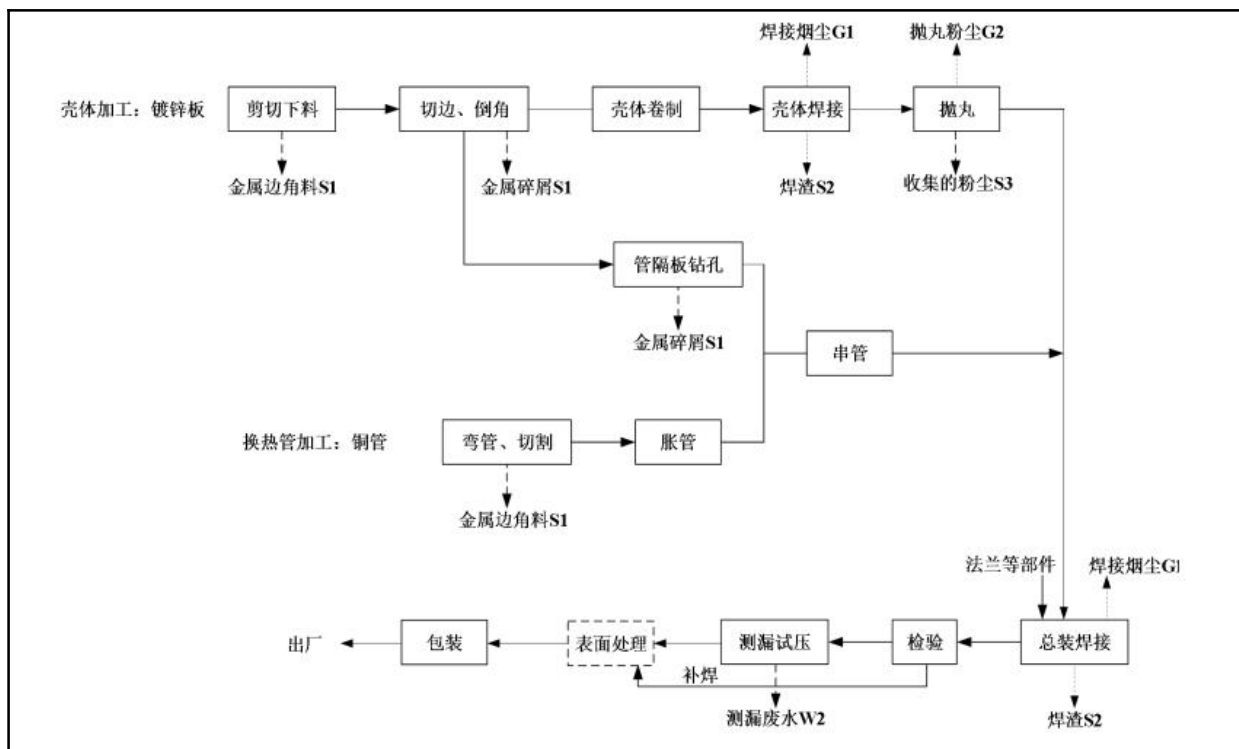 焊接烟尘G1
抛丸粉尘G2
壳体加工：镀锌板
剪切下料
切边、倒角
壳体卷制
壳体焊接
抛丸
金属边角料S1
金属碎屑S1
焊渣S2
收集的粉尘S3
管隔板钻孔
金属碎屑S1
串管
换热管加工：铜管
弯管、切割
胀管
金属边角料S1
法兰等部件
焊接烟尘G1
出厂
包装
表面处理
测漏试压
检验
总装焊接
补焊
测漏废水W2
焊渣S2